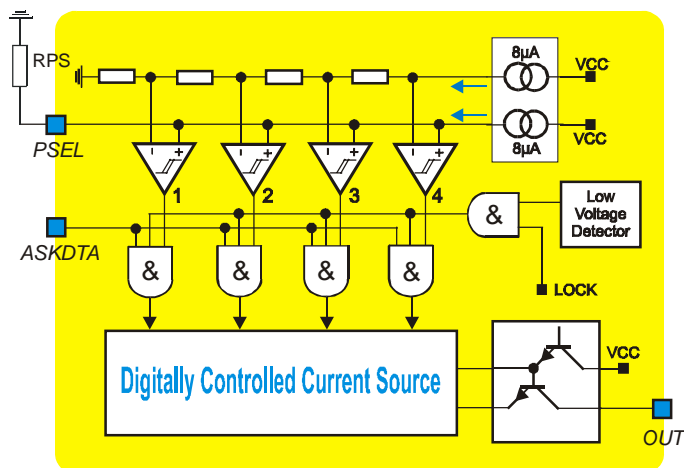 8µA
VCC
RPS
- + - + - + - +
VCC
PSEL
8µA
1 2 3 4
&
Low
Voltage
Detector
ASKDTA
& & & &
LOCK
Digitally Controlled Current Source
VCC
OUT